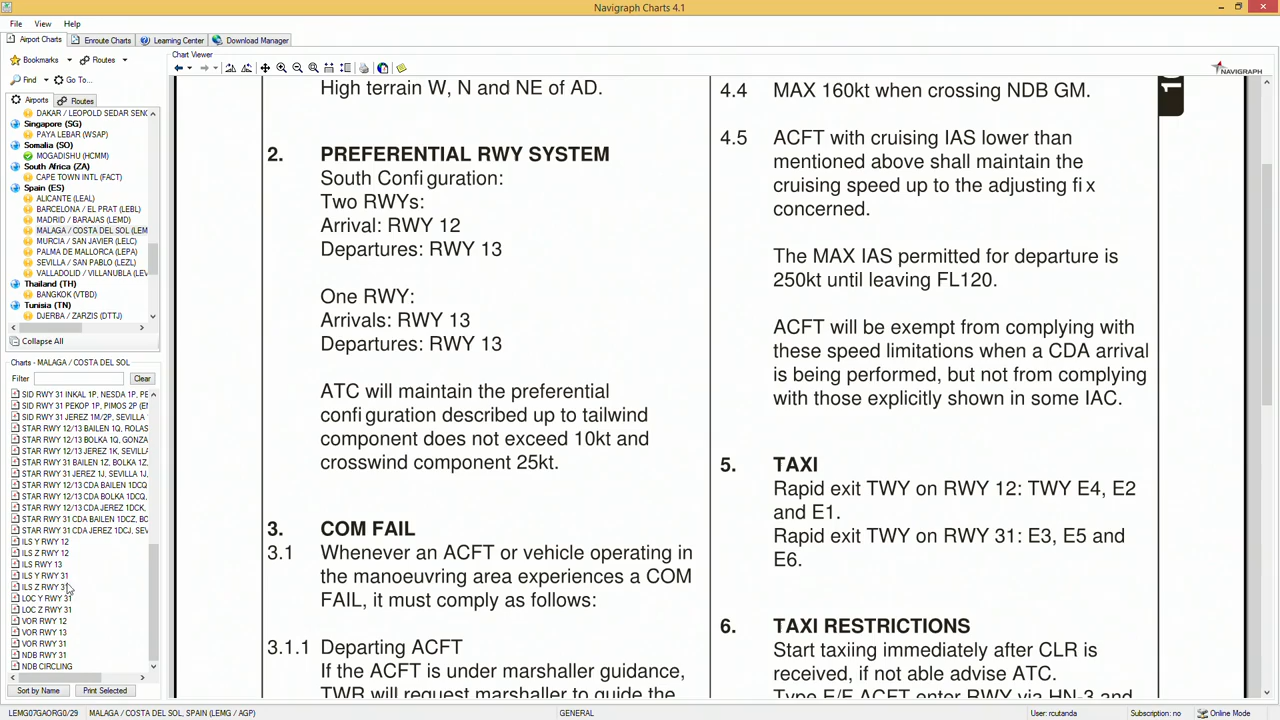 Navigraph Charts 4.1
File View Help
Airport Charts Enroute Charts Learning Center Download Manager
Bookmarks Routes
Find Go To...
Airports Routes
DAKAR / LEOPOLD SEDAR SENG
Singapore (SG)
PAYA LEBAR (WSAP)
Somalia (SO)
MOGADISHU (HCMM)
South Africa (ZA)
CAPE TOWN INTL (FACT)
Spain (ES)
ALICANTE (LEAL)
BARCELONA / EL PRAT (LEBL)
MADRID / BARAJAS (LEMD)
MALAGA / COSTA DEL SOL (LEM
MURCIA / SAN JAVIER (LELC)
PALMA DE MALLORCA (LEPA)
SEVILLA / SAN PABLO (LEZL)
VALLADOLID / VILLANUBLA (LEV
Thailand (TH)
BANGKOK (VTBD)
Tunisia (TN)
DJERBA / ZARZIS (DTTJ)
Collapse All
Charts - MALAGA / COSTA DEL SOL
Filter Clear
SID RWY 31 INKAL 1P, NESDA 1P, PE
SID RWY 31 PEKOP 1P, PIMOS 2P (EN
SID RWY 31 JEREZ 1M/2P, SEVILLA
STAR RWY 12/13 BAILEN 1Q, ROLAS
STAR RWY 12/13 BOLKA 1Q, GONZA
STAR RWY 12/13 JEREZ 1K, SEVILLA
STAR RWY 31 BAILEN 1Z, BOLKA 1Z,
STAR RWY 31 JEREZ 1J, SEVILLA 1J,
STAR RWY 12/13 CDA BAILEN 1DCQ
STAR RWY 12/13 CDA BOLKA 1DCQ,
STAR RWY 12/13 CDA JEREZ 1DCK,
STAR RWY 31 CDA BAILEN 1DCZ, BO
STAR RWY 31 CDA JEREZ 1DCJ, SEV
ILS Y RWY 12
ILS Z RWY 12
ILS RWY 13
ILS Y RWY 31
ILS Z RWY 31
LOC Y RWY 31
LOC Z RWY 31
VOR RWY 12
VOR RWY 13
VOR RWY 31
NDB RWY 31
NDB CIRCLING
Sort by Name Print Selected
Chart Viewer
NAVIGRAPH
High terrain W, N and NE of AD.
2. PREFERENTIAL RWY SYSTEM
South Configuration:
Two RWYs:
Arrival: RWY 12
Departures: RWY 13
One RWY:
Arrivals: RWY 13
Departures: RWY 13
ATC will maintain the preferential
configuration described up to tailwind
component does not exceed 10kt and
crosswind component 25kt.
3. COM FAIL
3.1 Whenever an ACFT or vehicle operating in
the manoeuvring area experiences a COM
FAIL, it must comply as follows:
3.1.1 Departing ACFT
If the ACFT is under marshaller guidance,
TWR will request marshaller to guide the
4.4 MAX 160kt when crossing NDB GM.
4.5 ACFT with cruising IAS lower than
mentioned above shall maintain the
cruising speed up to the adjusting fix
concerned.
The MAX IAS permitted for departure is
250kt until leaving FL120.
ACFT will be exempt from complying with
these speed limitations when a CDA arrival
is being performed, but not from complying
with those explicitly shown in some IAC.
5. TAXI
Rapid exit TWY on RWY 12: TWY E4, E2
and E1.
Rapid exit TWY on RWY 31: E3, E5 and
E6.
6. TAXI RESTRICTIONS
Start taxiing immediately after CLR is
received, if not able advise ATC.
Type E/F ACFT enter RWY via HN-3 and
LEMG07GAORG0/29 MALAGA / COSTA DEL SOL, SPAIN (LEMG / AGP) GENERAL User: rcutanda Subscription: no Online Mode